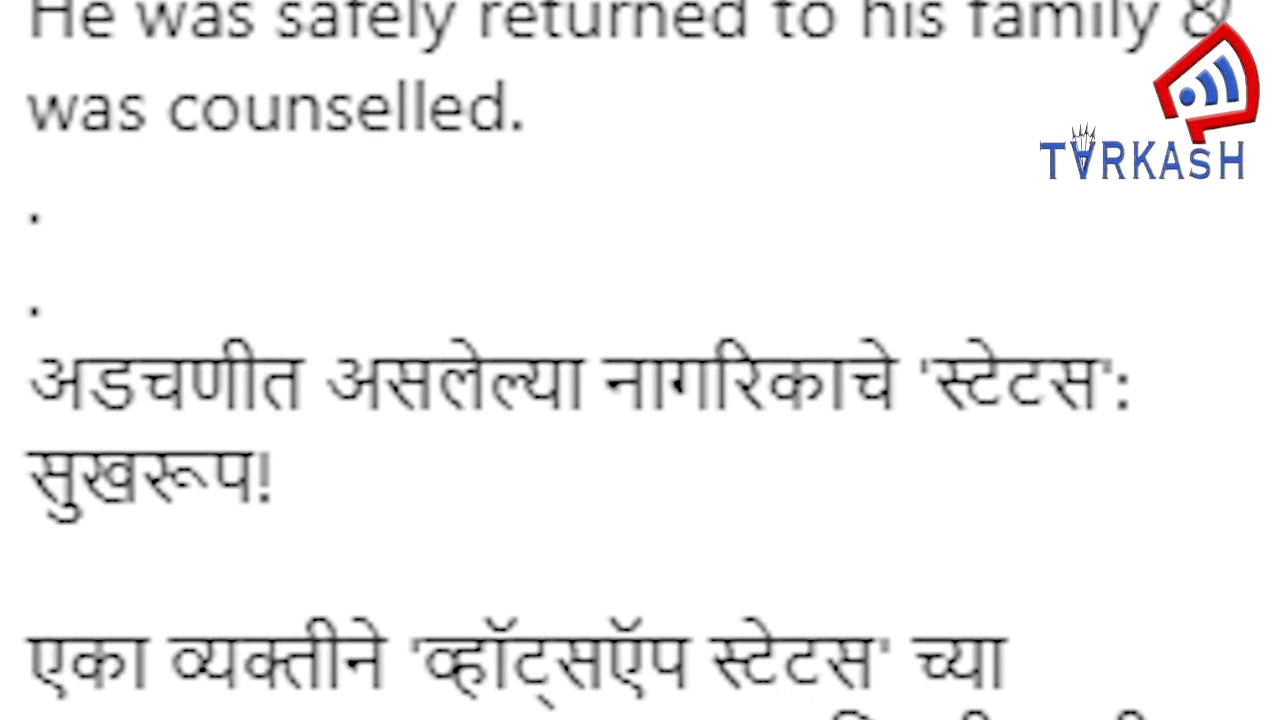 He was safely returned to his family &
was counselled.
.
.
अडचणीत असलेल्या नागरिकाचे 'स्टेटस':
सुखरूप!
एका व्यक्तीने 'व्हॉट्सऍप स्टेटस' च्या
TARKASH